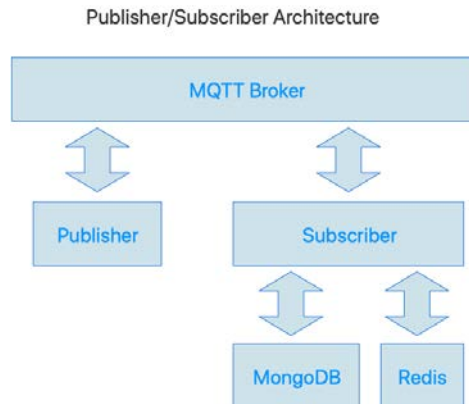 Publisher/Subscriber Architecture
MQTT Broker
Publisher
Subscriber
MongoDB
Redis